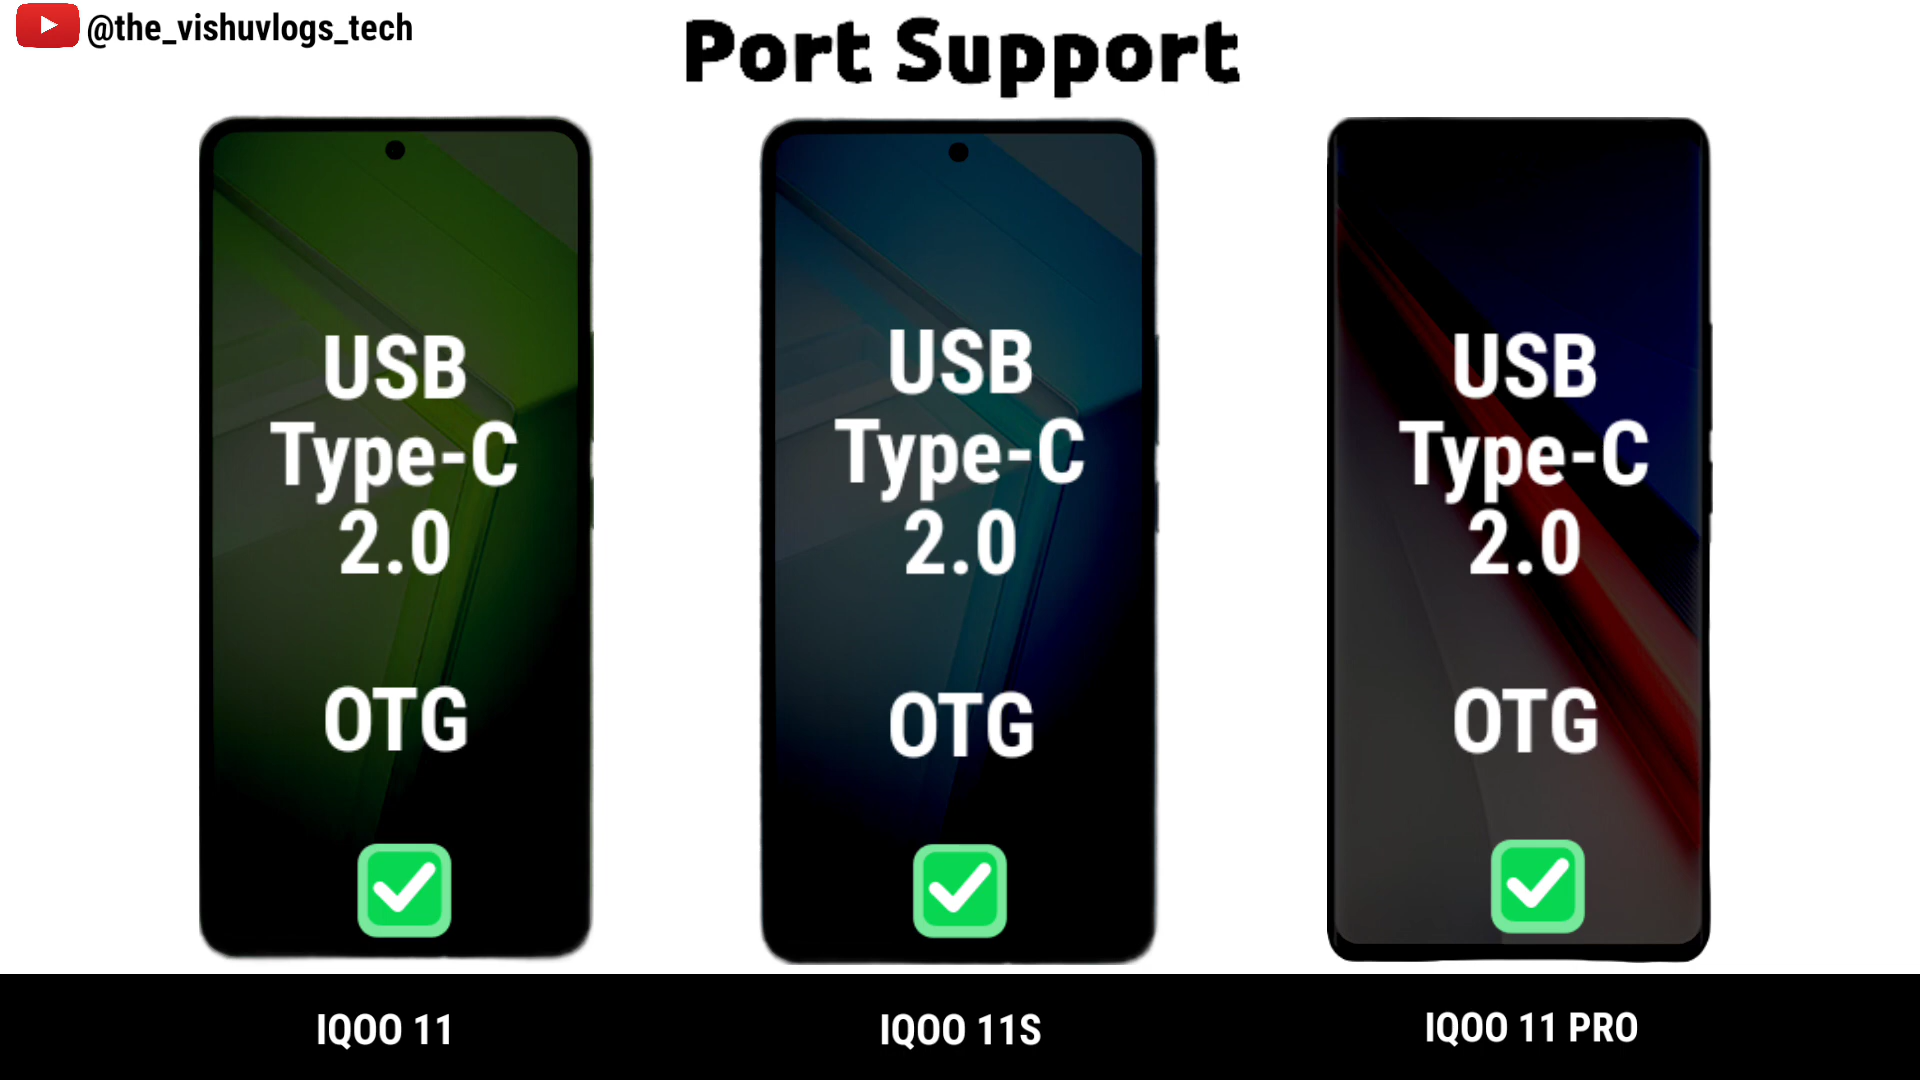 @the_vishuvlogs_tech
Port Support
USB
Type-C
2.0
OTG
USB
Type-C
2.0
OTG
USB
Type-C
2.0
OTG
IQOO 11
IQOO 11S
IQOO 11 PRO